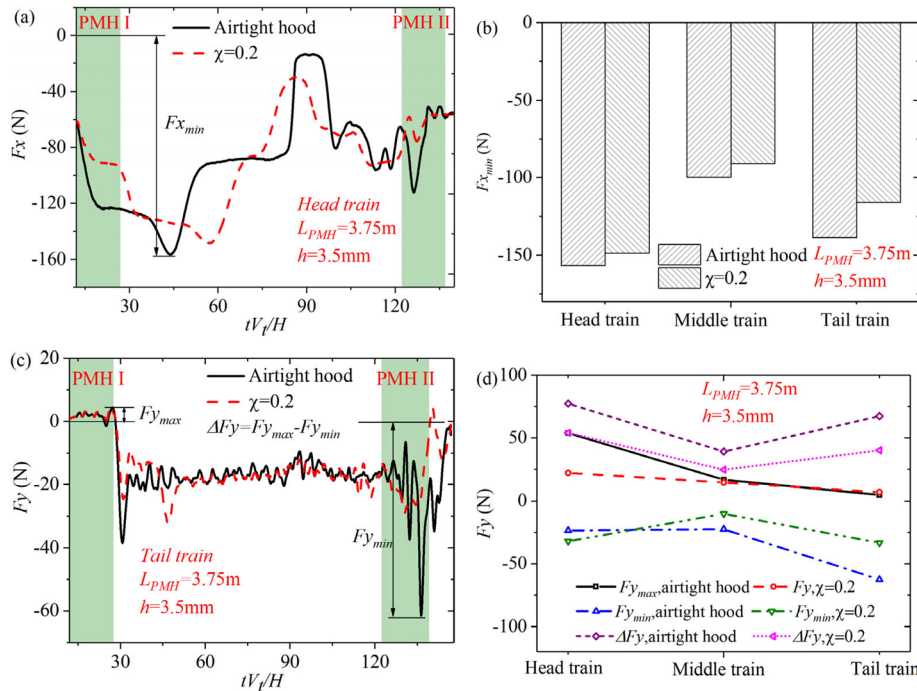 (a)
PMH I
PMH II
Airtight hood
χ=0.2
Fx_min
Head train
L_PMH=3.75m
h=3.5mm
Fx (N)
0
-40
-80
-120
-160
30
60
90
120
tV_t/H
(b)
0
-50
-100
-150
Fx_min (N)
Airtight hood
χ=0.2
L_PMH=3.75m
h=3.5mm
Head train
Middle train
Tail train
(c)
PMH I
PMH II
Airtight hood
χ=0.2
ΔFy=Fy_max-Fy_min
Fy_max
Fy_min
Tail train
L_PMH=3.75m
h=3.5mm
Fy (N)
20
0
-20
-40
-60
30
60
90
120
tV_t/H
(d)
100
50
0
-50
-100
Fy (N)
L_PMH=3.75m
h=3.5mm
Fy_max,airtight hood
Fy,χ=0.2
Fy_min,airtight hood
Fy_min,χ=0.2
ΔFy,airtight hood
ΔFy,χ=0.2
Head train
Middle train
Tail train